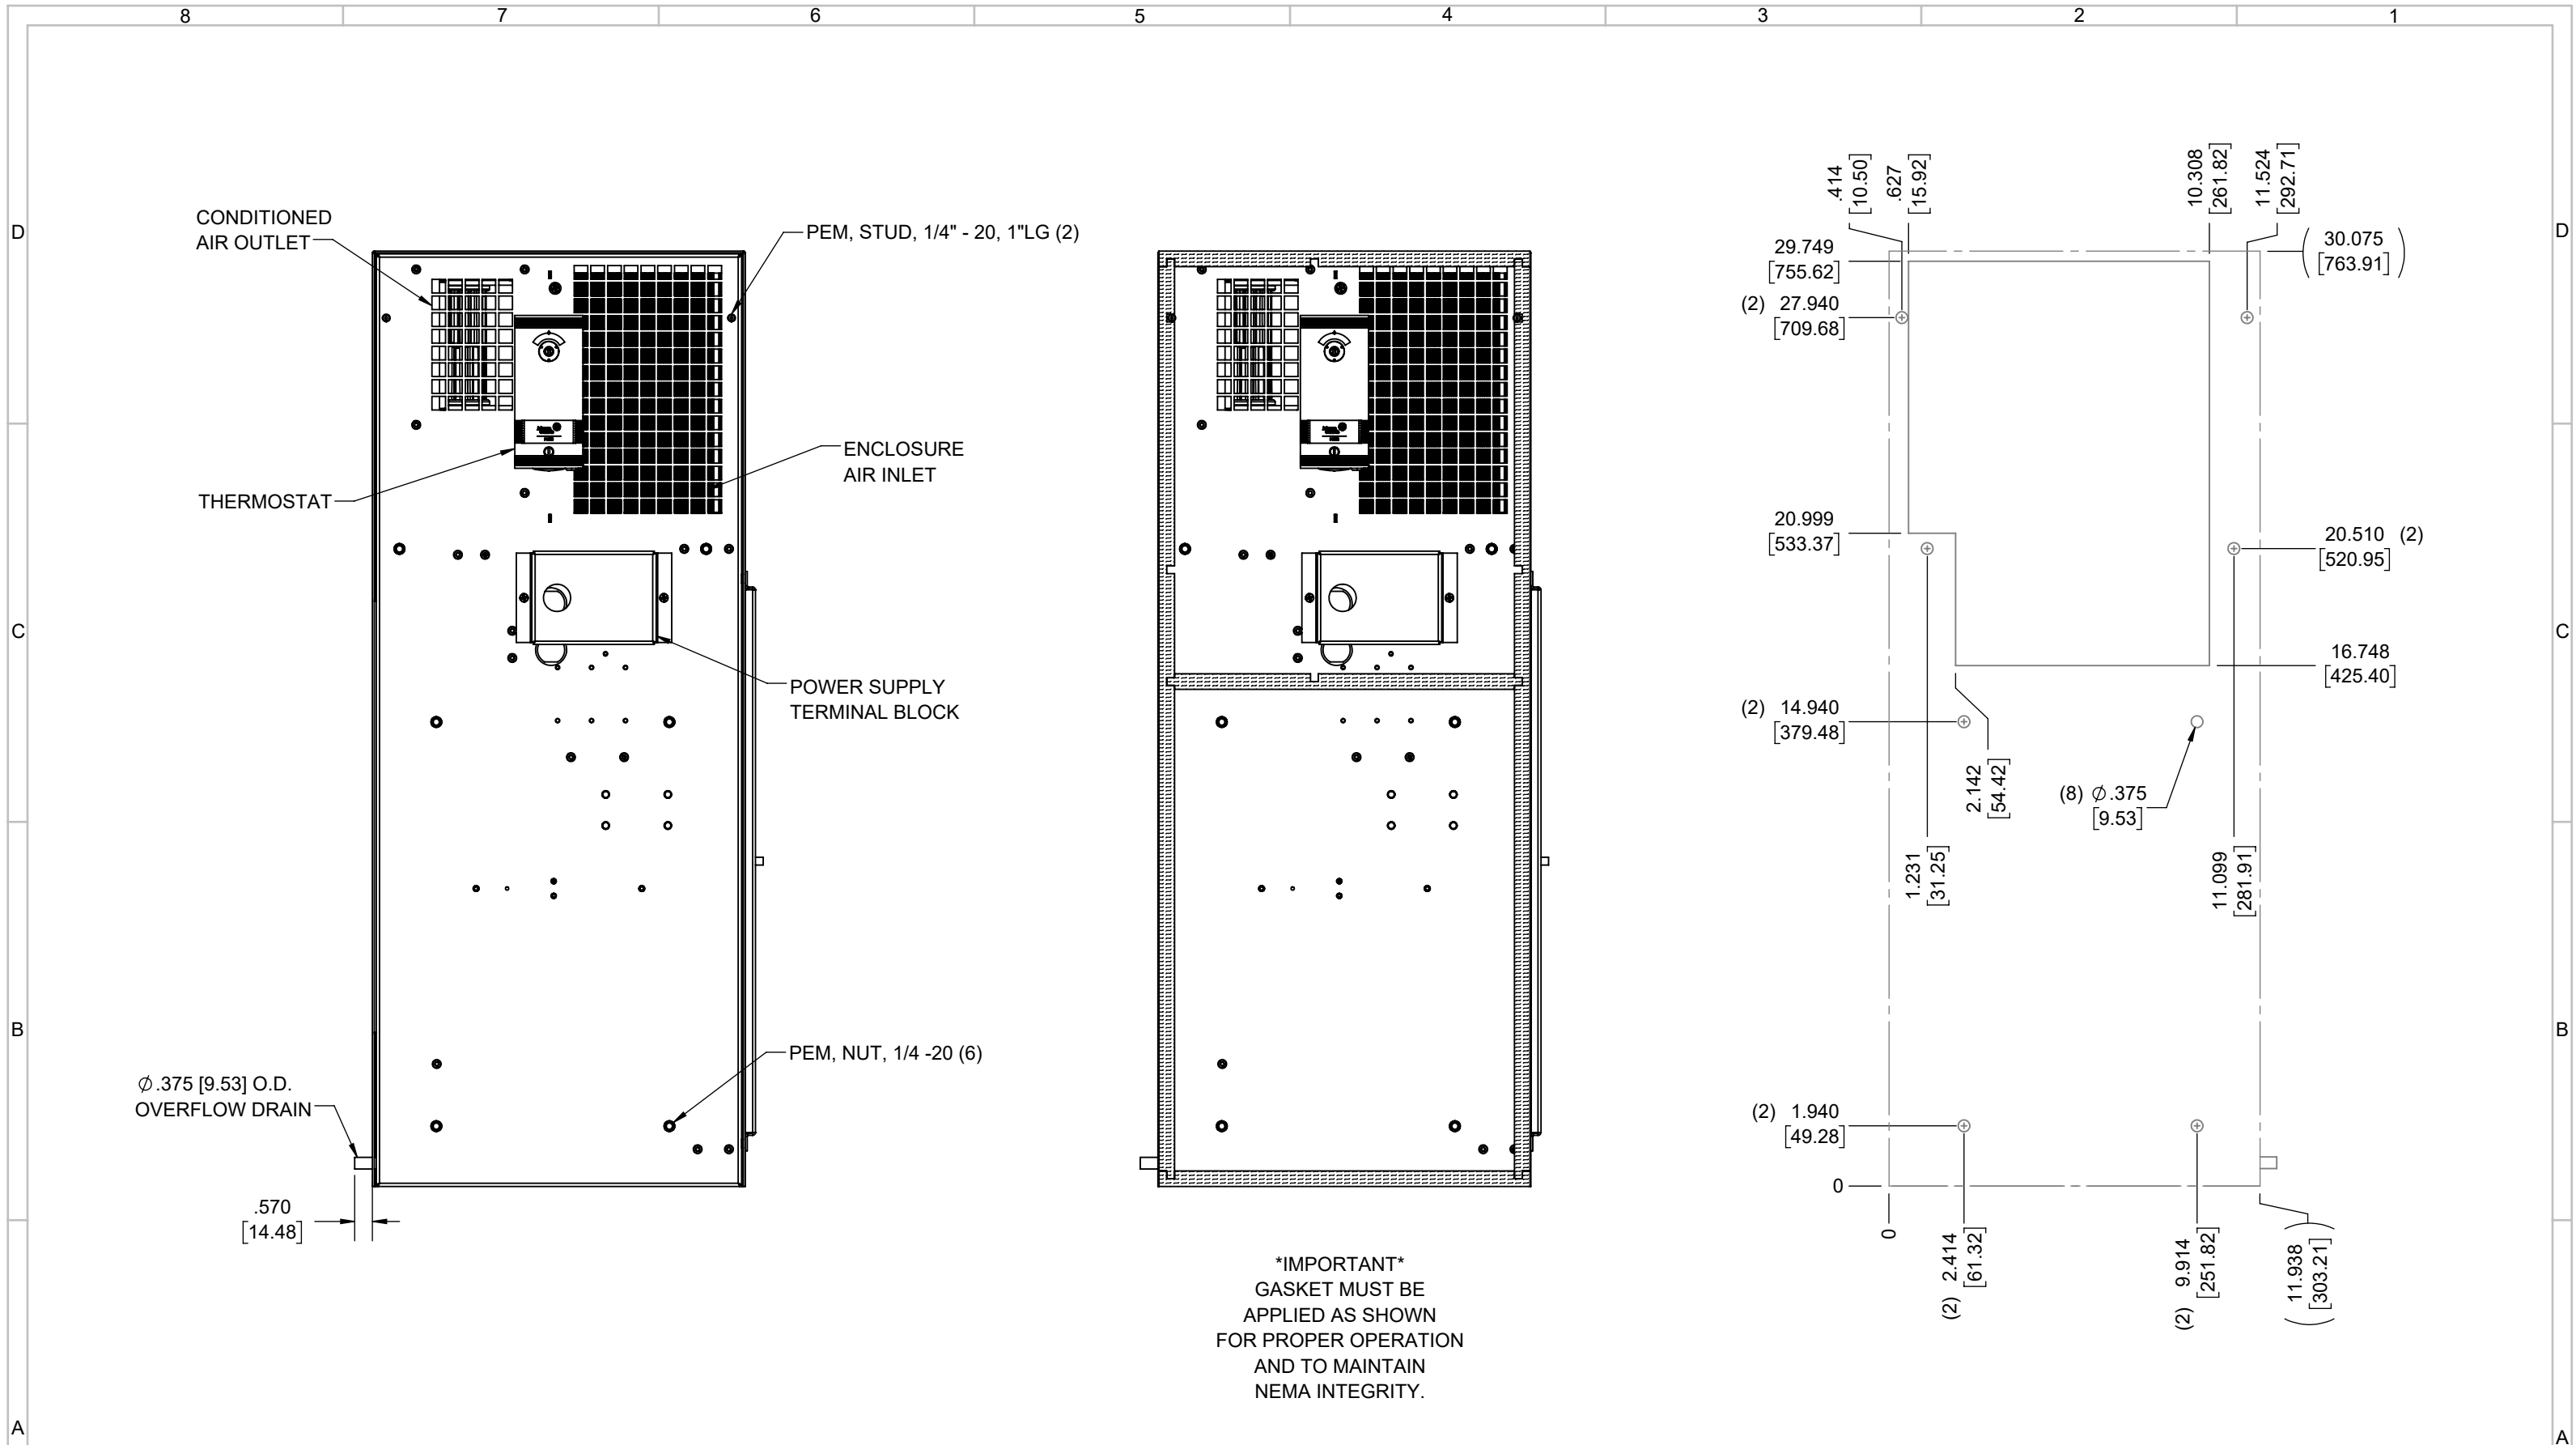 8 7 6 5 4 3 2 1
D
C
B
A
CONDITIONED
AIR OUTLET
THERMOSTAT
Ø.375 [9.53] O.D.
OVERFLOW DRAIN
.570
[14.48]
PEM, STUD, 1/4" - 20, 1"LG (2)
ENCLOSURE
AIR INLET
POWER SUPPLY
TERMINAL BLOCK
PEM, NUT, 1/4 -20 (6)
*IMPORTANT*
GASKET MUST BE
APPLIED AS SHOWN
FOR PROPER OPERATION
AND TO MAINTAIN
NEMA INTEGRITY.
.414
[10.50]
.627
[15.92]
10.308
[261.82]
11.524
[292.71]
29.749
[755.62]
(30.075
[763.91])
(2) 27.940
[709.68]
20.999
[533.37]
20.510 (2)
[520.95]
16.748
[425.40]
(2) 14.940
[379.48]
2.142
[54.42]
(8) Ø.375
[9.53]
1.231
[31.25]
11.099
[281.91]
(2) 1.940
[49.28]
0
0
(2) 2.414
[61.32]
(2) 9.914
[251.82]
(11.938
[303.21])
D
C
B
A